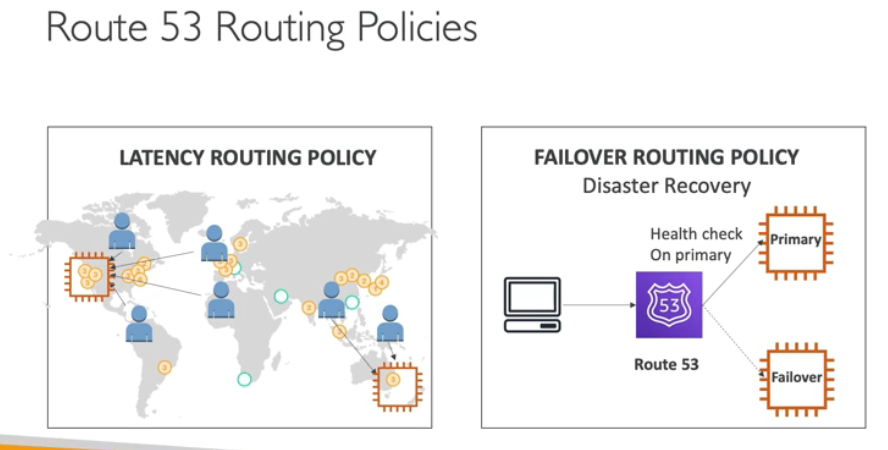 Route 53 Routing Policies
LATENCY ROUTING POLICY
FAILOVER ROUTING POLICY
Disaster Recovery
Health check
On primary
Primary
53
Route 53
Failover